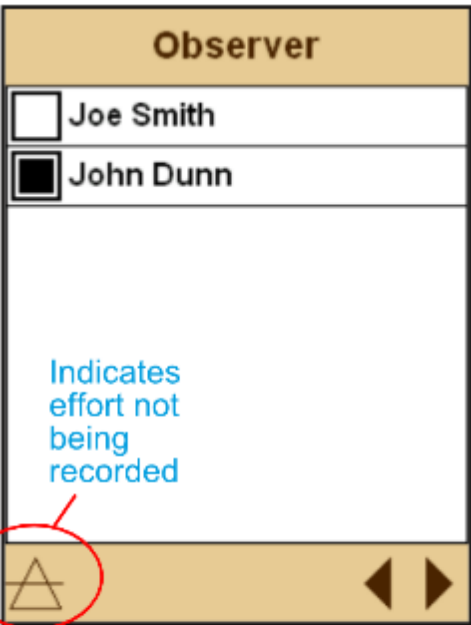 Observer
Joe Smith
John Dunn
Indicates
effort not
being
recorded